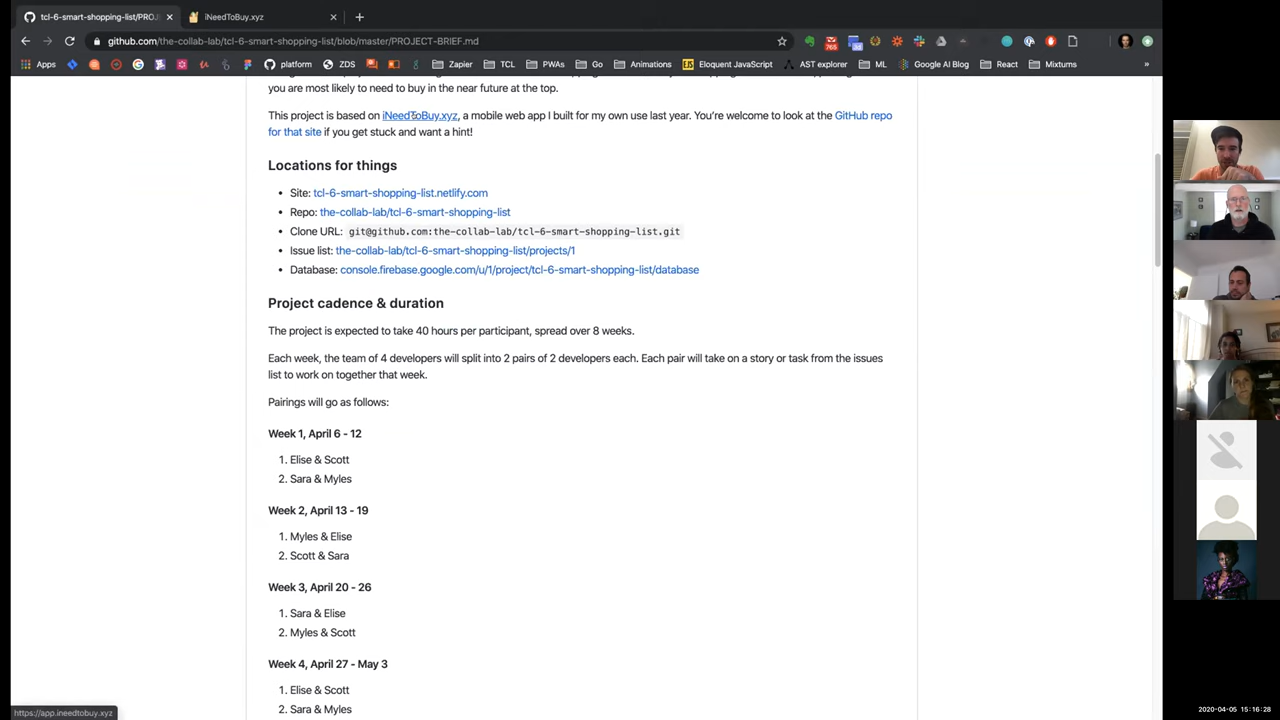 tcl-6-smart-shopping-list/PROJ
iNeedToBuy.xyz
github.com/the-collab-lab/tcl-6-smart-shopping-list/blob/master/PROJECT-BRIEF.md
Apps
platform
ZDS
Zapier
TCL
PWAs
Go
Animations
Eloquent JavaScript
AST explorer
ML
Google AI Blog
React
Mixtums
you are most likely to need to buy in the near future at the top.
This project is based on iNeedToBuy.xyz, a mobile web app I built for my own use last year. You're welcome to look at the GitHub repo
for that site if you get stuck and want a hint!
Locations for things
• Site: tcl-6-smart-shopping-list.netlify.com
• Repo: the-collab-lab/tcl-6-smart-shopping-list
• Clone URL: git@github.com:the-collab-lab/tcl-6-smart-shopping-list.git
• Issue list: the-collab-lab/tcl-6-smart-shopping-list/projects/1
• Database: console.firebase.google.com/u/1/project/tcl-6-smart-shopping-list/database
Project cadence & duration
The project is expected to take 40 hours per participant, spread over 8 weeks.
Each week, the team of 4 developers will split into 2 pairs of 2 developers each. Each pair will take on a story or task from the issues
list to work on together that week.
Pairings will go as follows:
Week 1, April 6 - 12
1. Elise & Scott
2. Sara & Myles
Week 2, April 13 - 19
1. Myles & Elise
2. Scott & Sara
Week 3, April 20 - 26
1. Sara & Elise
2. Myles & Scott
Week 4, April 27 - May 3
1. Elise & Scott
2. Sara & Myles
https://app.ineedtobuy.xyz
2020-04-05 15:16:28